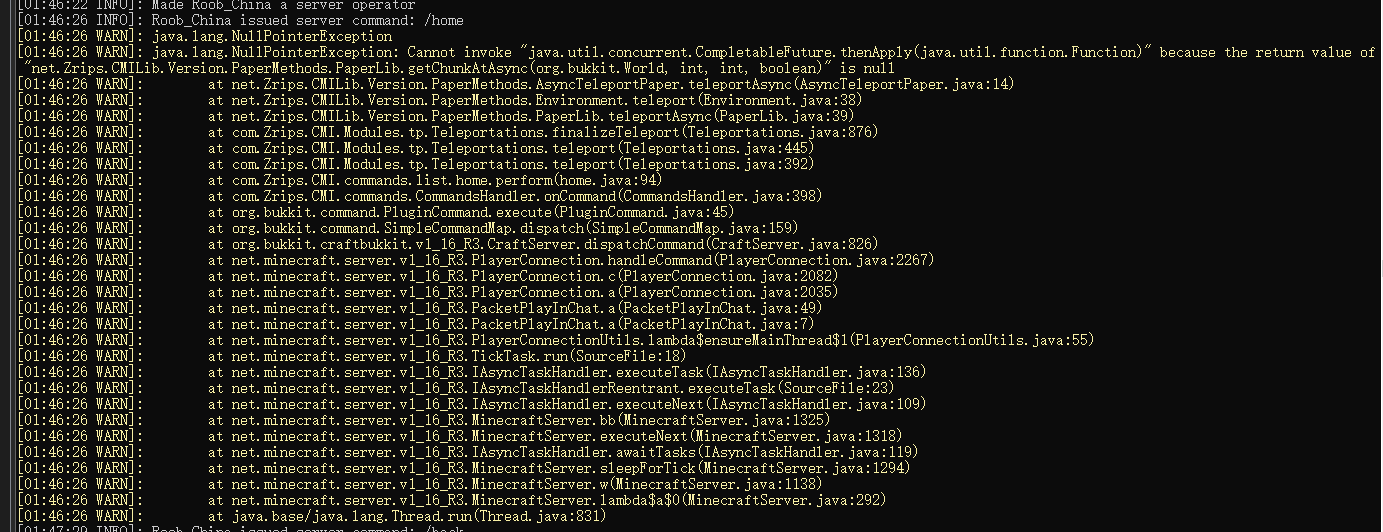 [01:46:22 INFO]: Made Roob_China a server operator
[01:46:26 INFO]: Roob_China issued server command: /home
[01:46:26 WARN]: java.lang.NullPointerException
[01:46:26 WARN]: java.lang.NullPointerException: Cannot invoke "java.util.concurrent.CompletableFuture.thenApply(java.util.function.Function)" because the return value of
"net.Zrips.CMILib.Version.PaperMethods.PaperLib.getChunkAtAsync(org.bukkit.World, int, int, boolean)" is null
[01:46:26 WARN]: at net.Zrips.CMILib.Version.PaperMethods.AsyncTeleportPaper.teleportAsync(AsyncTeleportPaper.java:14)
[01:46:26 WARN]: at net.Zrips.CMILib.Version.PaperMethods.Environment.teleport(Environment.java:38)
[01:46:26 WARN]: at net.Zrips.CMILib.Version.PaperMethods.PaperLib.teleportAsync(PaperLib.java:39)
[01:46:26 WARN]: at com.Zrips.CMI.Modules.tp.Teleportations.finalizeTeleport(Teleportations.java:876)
[01:46:26 WARN]: at com.Zrips.CMI.Modules.tp.Teleportations.teleport(Teleportations.java:445)
[01:46:26 WARN]: at com.Zrips.CMI.Modules.tp.Teleportations.teleport(Teleportations.java:392)
[01:46:26 WARN]: at com.Zrips.CMI.commands.list.home.perform(home.java:94)
[01:46:26 WARN]: at com.Zrips.CMI.commands.CommandsHandler.onCommand(CommandsHandler.java:398)
[01:46:26 WARN]: at org.bukkit.command.PluginCommand.execute(PluginCommand.java:45)
[01:46:26 WARN]: at org.bukkit.command.SimpleCommandMap.dispatch(SimpleCommandMap.java:159)
[01:46:26 WARN]: at org.bukkit.craftbukkit.v1_16_R3.CraftServer.dispatchCommand(CraftServer.java:826)
[01:46:26 WARN]: at net.minecraft.server.v1_16_R3.PlayerConnection.handleCommand(PlayerConnection.java:2267)
[01:46:26 WARN]: at net.minecraft.server.v1_16_R3.PlayerConnection.c(PlayerConnection.java:2082)
[01:46:26 WARN]: at net.minecraft.server.v1_16_R3.PlayerConnection.a(PlayerConnection.java:2035)
[01:46:26 WARN]: at net.minecraft.server.v1_16_R3.PacketPlayInChat.a(PacketPlayInChat.java:49)
[01:46:26 WARN]: at net.minecraft.server.v1_16_R3.PacketPlayInChat.a(PacketPlayInChat.java:7)
[01:46:26 WARN]: at net.minecraft.server.v1_16_R3.PlayerConnectionUtils.lambda$ensureMainThread$1(PlayerConnectionUtils.java:55)
[01:46:26 WARN]: at net.minecraft.server.v1_16_R3.TickTask.run(SourceFile:18)
[01:46:26 WARN]: at net.minecraft.server.v1_16_R3.IAsyncTaskHandler.executeTask(IAsyncTaskHandler.java:136)
[01:46:26 WARN]: at net.minecraft.server.v1_16_R3.IAsyncTaskHandlerReentrant.executeTask(SourceFile:23)
[01:46:26 WARN]: at net.minecraft.server.v1_16_R3.IAsyncTaskHandler.executeNext(IAsyncTaskHandler.java:109)
[01:46:26 WARN]: at net.minecraft.server.v1_16_R3.MinecraftServer.bb(MinecraftServer.java:1325)
[01:46:26 WARN]: at net.minecraft.server.v1_16_R3.MinecraftServer.executeNext(MinecraftServer.java:1318)
[01:46:26 WARN]: at net.minecraft.server.v1_16_R3.IAsyncTaskHandler.awaitTasks(IAsyncTaskHandler.java:119)
[01:46:26 WARN]: at net.minecraft.server.v1_16_R3.MinecraftServer.sleepForTick(MinecraftServer.java:1294)
[01:46:26 WARN]: at net.minecraft.server.v1_16_R3.MinecraftServer.w(MinecraftServer.java:1138)
[01:46:26 WARN]: at net.minecraft.server.v1_16_R3.MinecraftServer.lambda$a$0(MinecraftServer.java:292)
[01:46:26 WARN]: at java.base/java.lang.Thread.run(Thread.java:831)
[01:47:29 INFO]: Roob_China issued server command: /back